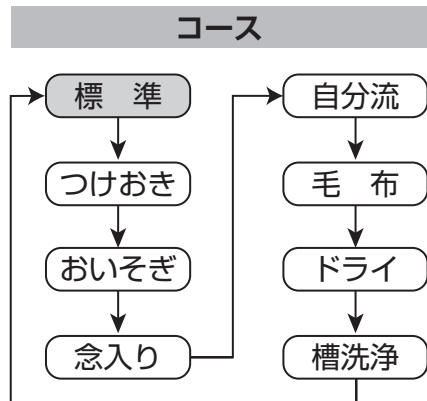 コース
標 準
つけおき
おいそぎ
念入り
自分流
毛 布
ドライ
槽洗浄